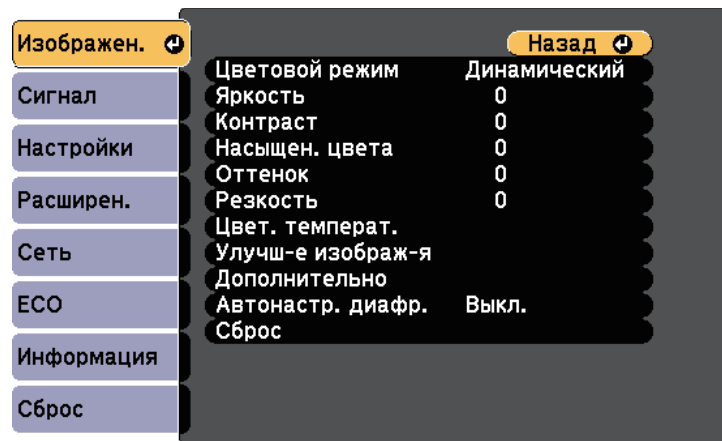 Изображен.
Сигнал
Настройки
Расширен.
Сеть
ECO
Информация
Сброс
Назад
Цветовой режим Динамический
Яркость 0
Контраст 0
Насыщен. цвета 0
Оттенок 0
Резкость 0
Цвет. температ.
Улучш-е изображ-я
Дополнительно
Автонастр. диафр. Выкл.
Сброс